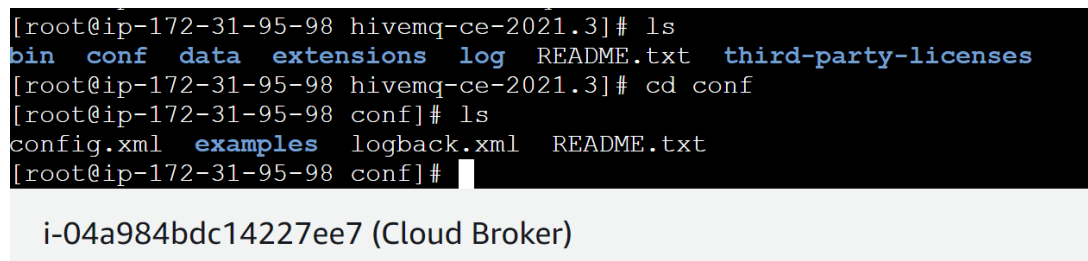 [root@ip-172-31-95-98 hivemq-ce-2021.3]# ls
bin  conf  data  extensions  log  README.txt  third-party-licenses
[root@ip-172-31-95-98 hivemq-ce-2021.3]# cd conf
[root@ip-172-31-95-98 conf]# ls
config.xml  examples  logback.xml  README.txt
[root@ip-172-31-95-98 conf]#
i-04a984bdc14227ee7 (Cloud Broker)